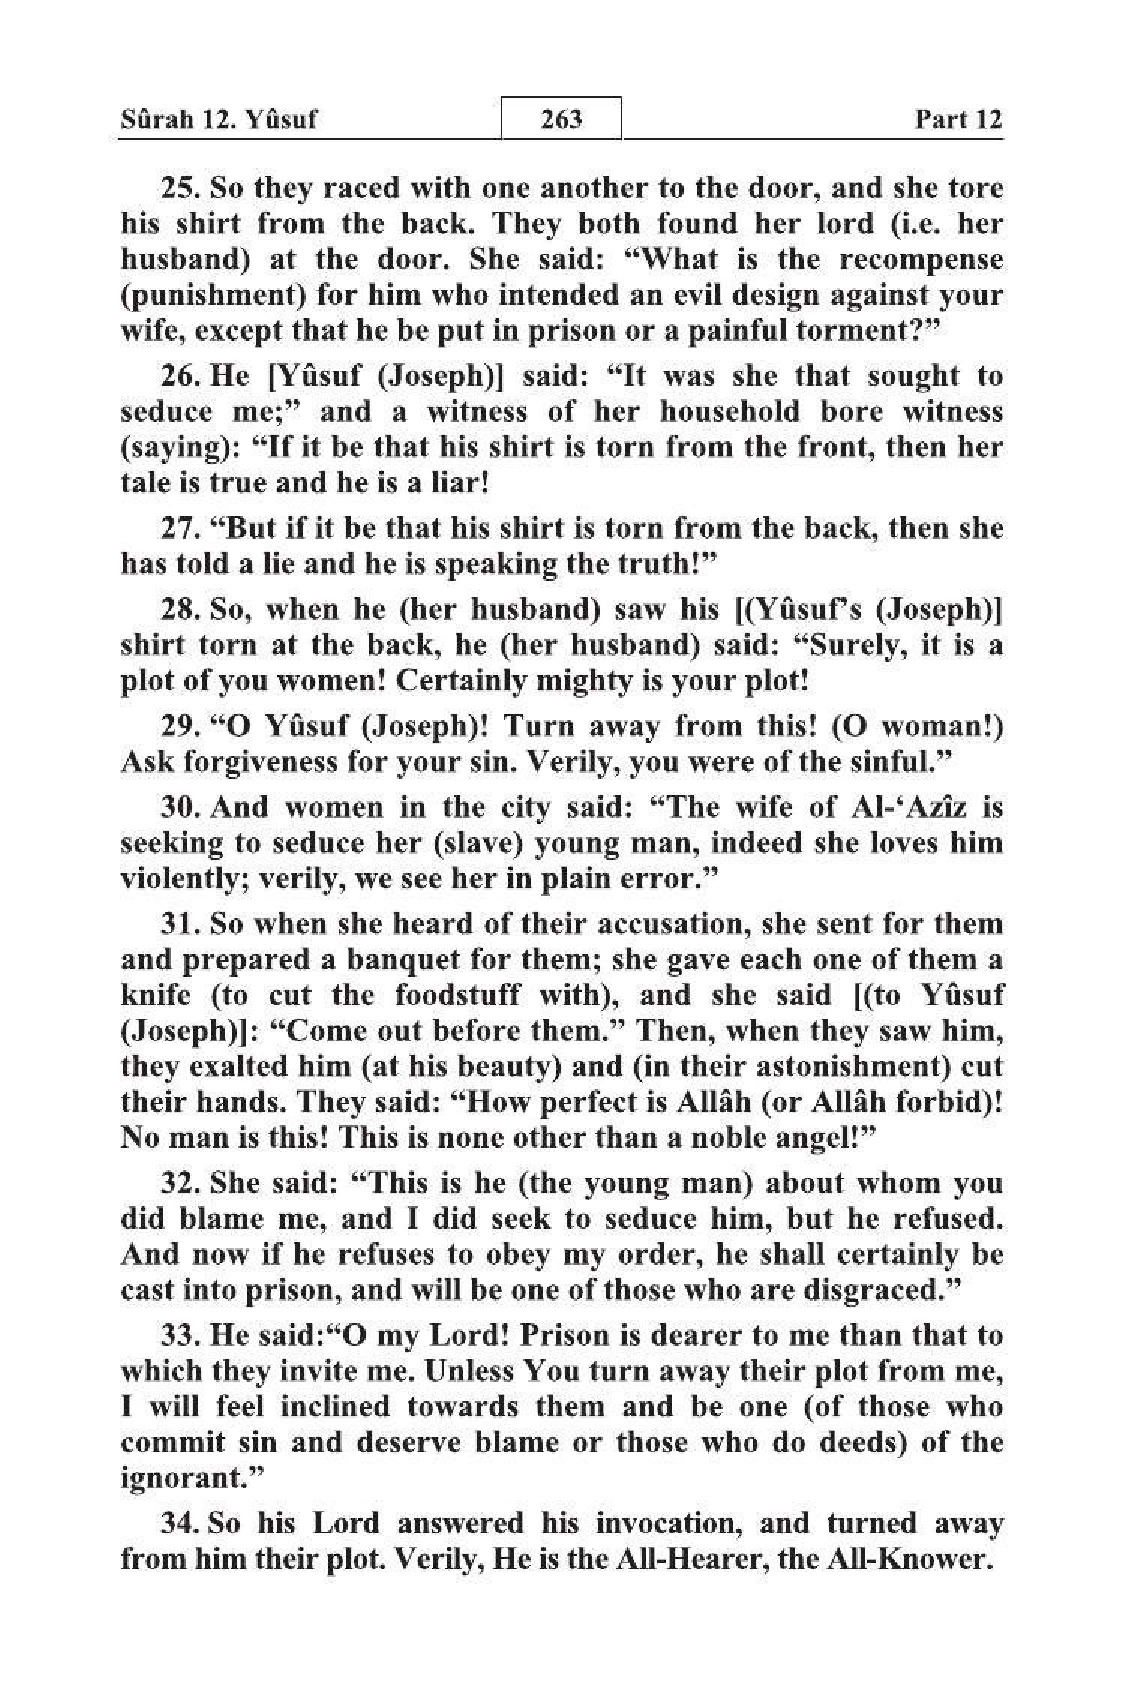 Sûrah 12. Yûsuf 263 Part 12
25. So they raced with one another to the door, and she tore
his shirt from the back. They both found her lord (i.e. her
husband) at the door. She said: “What is the recompense
(punishment) for him who intended an evil design against your
wife, except that he be put in prison or a painful torment?”
26. He [Yûsuf (Joseph)] said: “It was she that sought to
seduce me;” and a witness of her household bore witness
(saying): “If it be that his shirt is torn from the front, then her
tale is true and he is a liar!
27. “But if it be that his shirt is torn from the back, then she
has told a lie and he is speaking the truth!”
28. So, when he (her husband) saw his [(Yûsuf’s (Joseph)]
shirt torn at the back, he (her husband) said: “Surely, it is a
plot of you women! Certainly mighty is your plot!
29. “O Yûsuf (Joseph)! Turn away from this! (O woman!)
Ask forgiveness for your sin. Verily, you were of the sinful.”
30. And women in the city said: “The wife of Al-‘Azîz is
seeking to seduce her (slave) young man, indeed she loves him
violently; verily, we see her in plain error.”
31. So when she heard of their accusation, she sent for them
and prepared a banquet for them; she gave each one of them a
knife (to cut the foodstuff with), and she said [(to Yûsuf
(Joseph)]: “Come out before them.” Then, when they saw him,
they exalted him (at his beauty) and (in their astonishment) cut
their hands. They said: “How perfect is Allâh (or Allâh forbid)!
No man is this! This is none other than a noble angel!”
32. She said: “This is he (the young man) about whom you
did blame me, and I did seek to seduce him, but he refused.
And now if he refuses to obey my order, he shall certainly be
cast into prison, and will be one of those who are disgraced.”
33. He said:“O my Lord! Prison is dearer to me than that to
which they invite me. Unless You turn away their plot from me,
I will feel inclined towards them and be one (of those who
commit sin and deserve blame or those who do deeds) of the
ignorant.”
34. So his Lord answered his invocation, and turned away
from him their plot. Verily, He is the All-Hearer, the All-Knower.